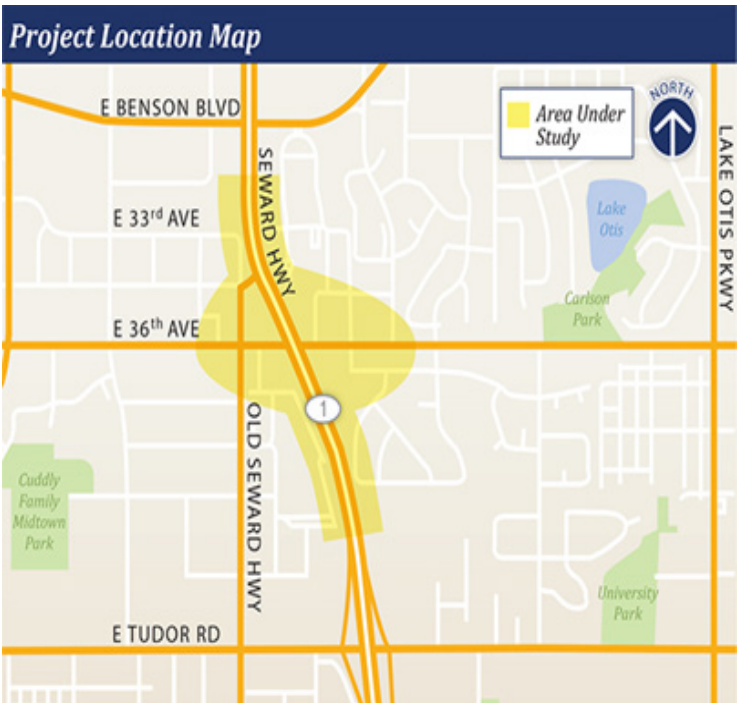 Project Location Map
E BENSON BLVD
NORTH
Area Under
Study
SEWARD HWY
LAKE OTIS PKWY
E 33rd AVE
Lake
Otis
Carlson
Park
E 36th AVE
1
OLD SEWARD HWY
Cuddly
Family
Midtown
Park
University
Park
E TUDOR RD